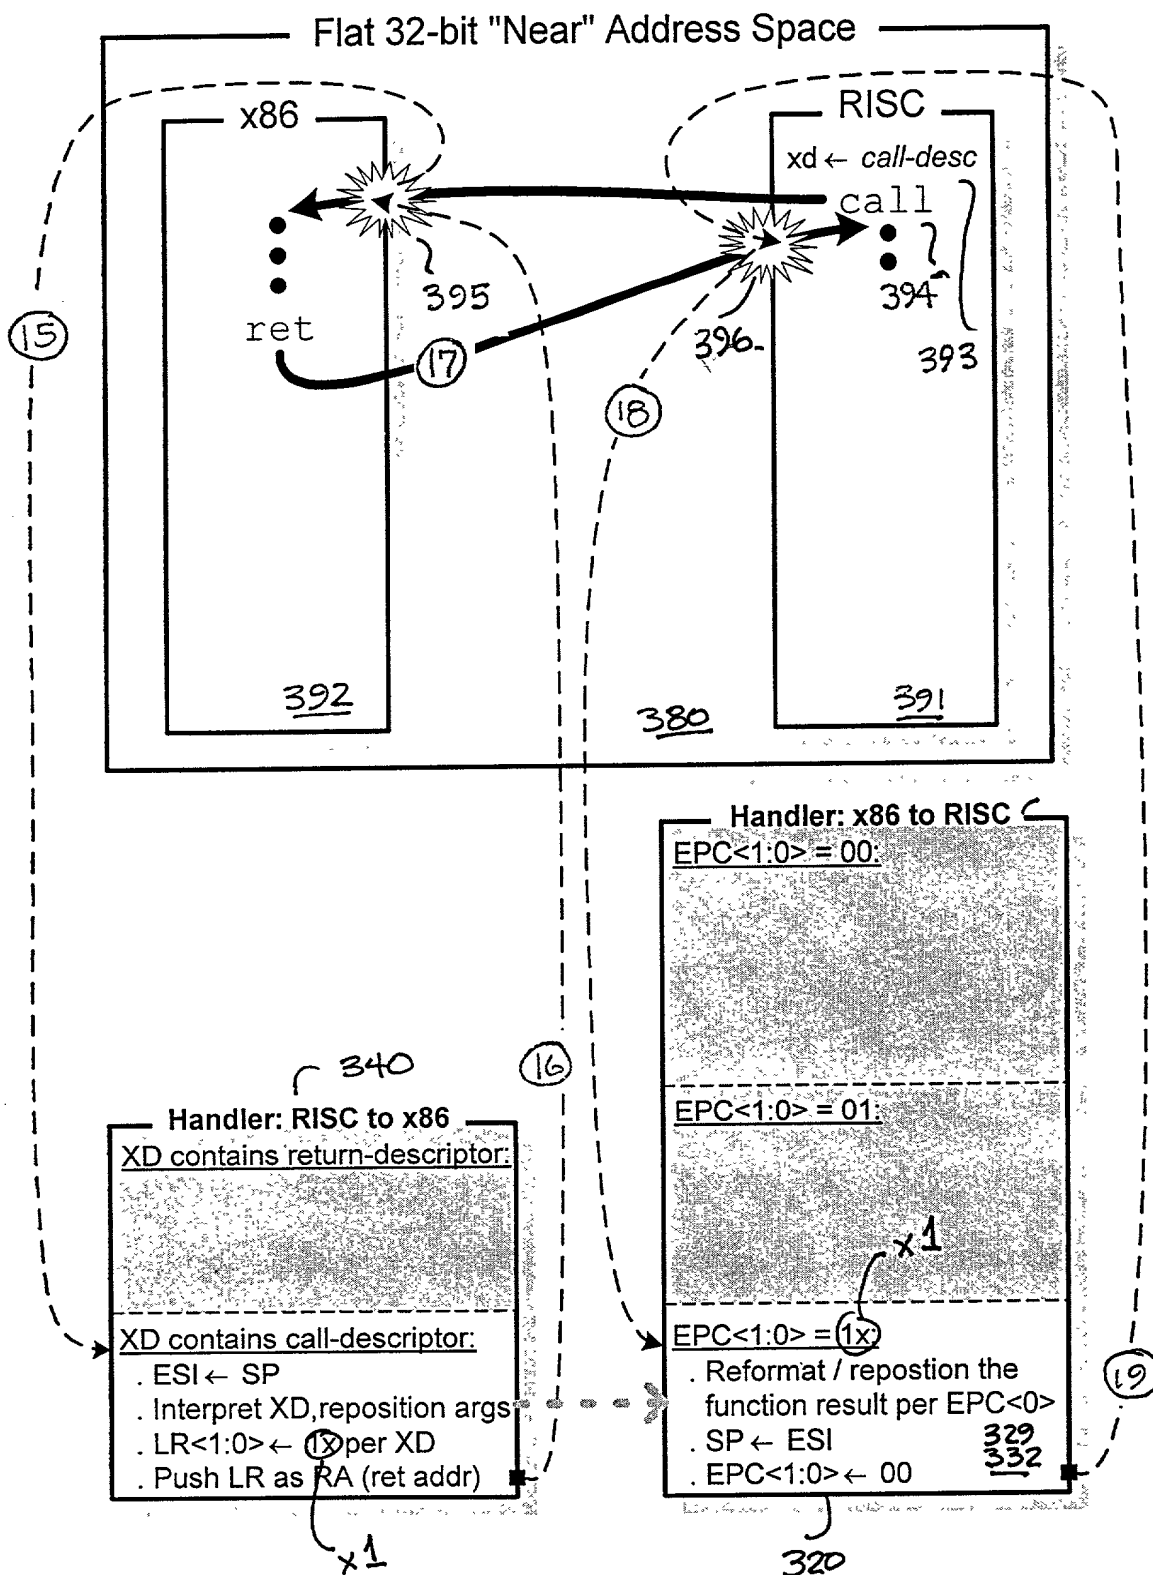 Flat 32-bit "Near" Address Space
x86
RISC
xd ← call-desc
call
394
393
395
396
ret
15
17
18
392
380
391
Handler: x86 to RISC
EPC<1:0> = 00:
EPC<1:0> = 01:
x1
EPC<1:0> = 1x:
. Reformat / repostion the
function result per EPC<0>
. SP ← ESI
. EPC<1:0> ← 00
329
332
320
19
16
340
Handler: RISC to x86
XD contains return-descriptor:
XD contains call-descriptor:
. ESI ← SP
. Interpret XD,reposition args
. LR<1:0> ← 1x per XD
. Push LR as RA (ret addr)
x1